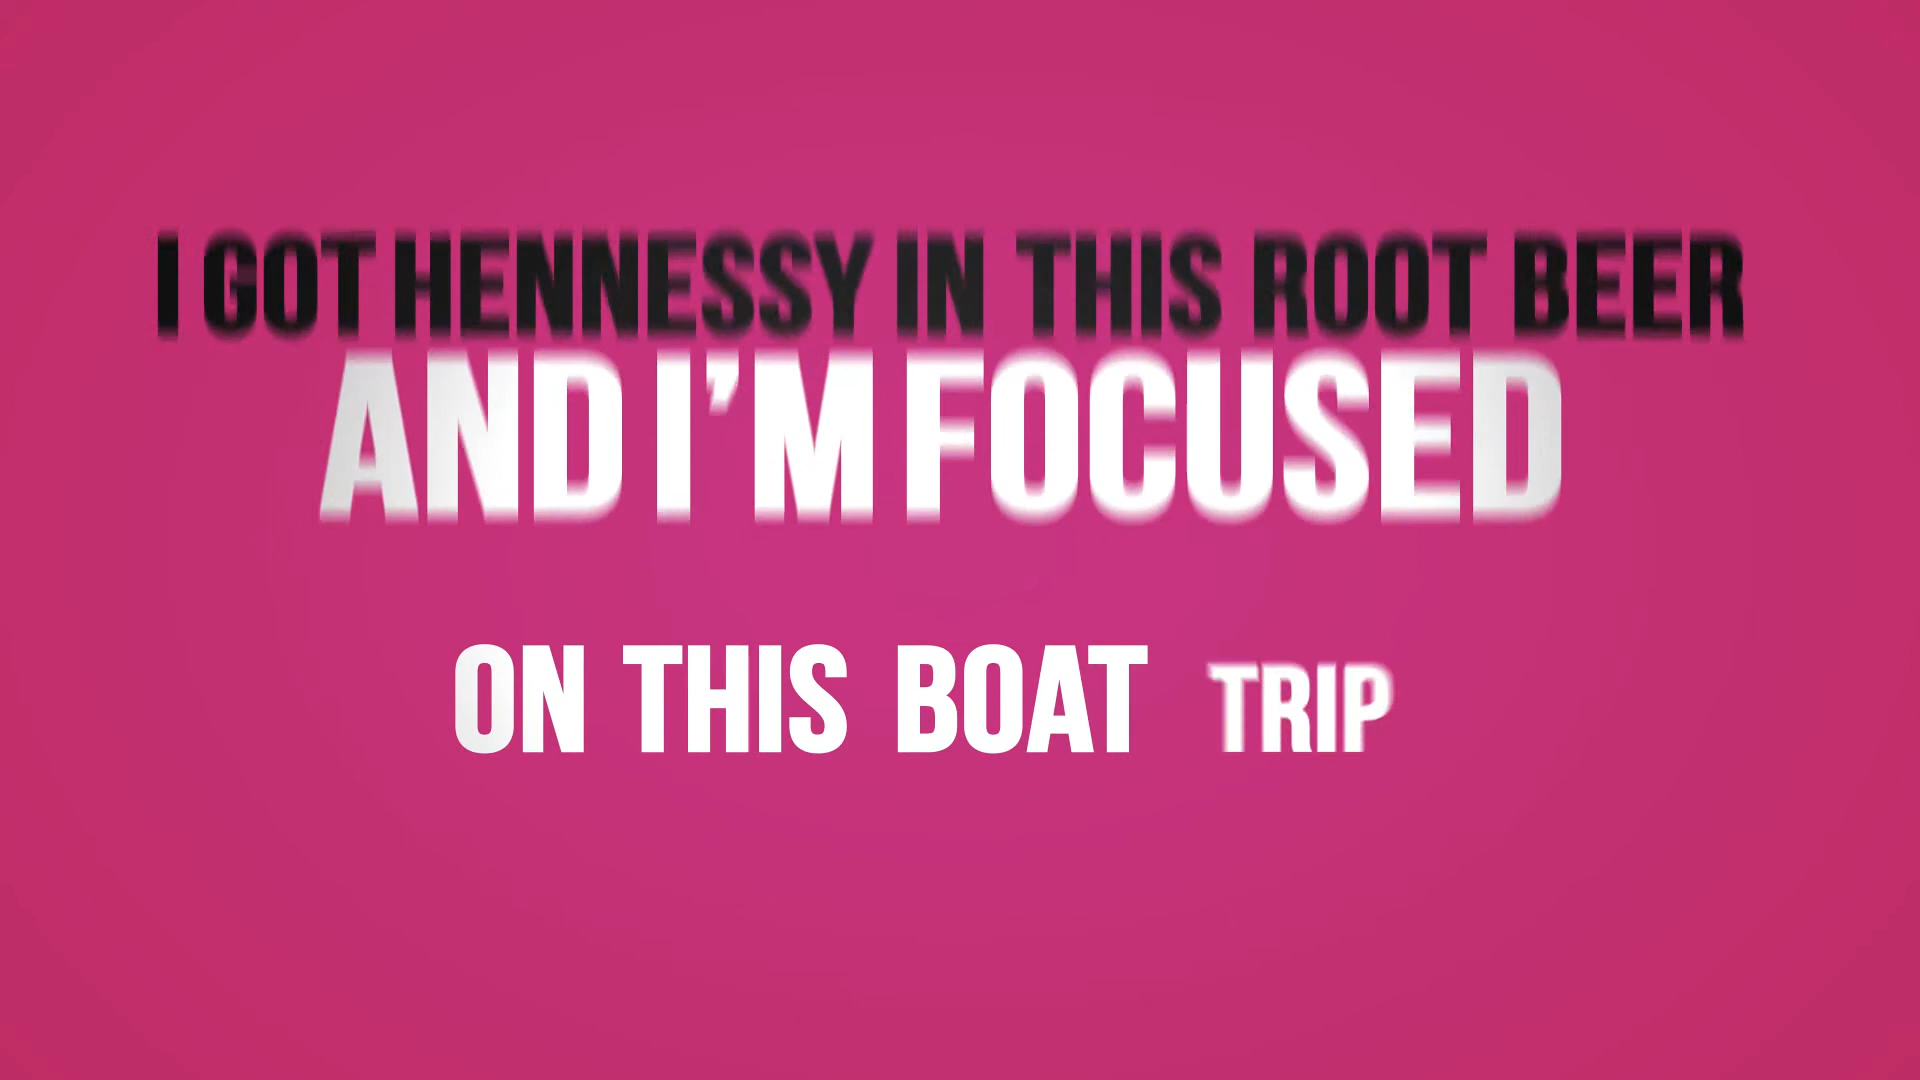 I GOT HENNESSY IN THIS ROOT BEER
AND I'M FOCUSED
ON THIS BOAT TRIP